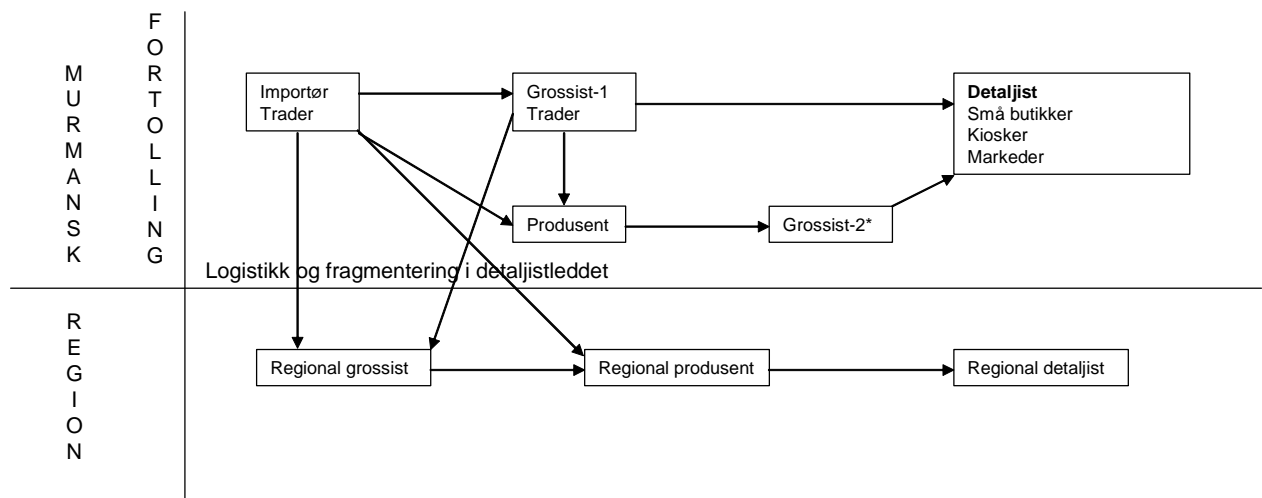 MURMANSK
FORTOLLING
Importør
Trader
Grossist-1
Trader
Detaljist
Små butikker
Kiosker
Markeder
Produsent
Grossist-2*
Logistikk og fragmentering i detaljistleddet
REGION
Regional grossist
Regional produsent
Regional detaljist